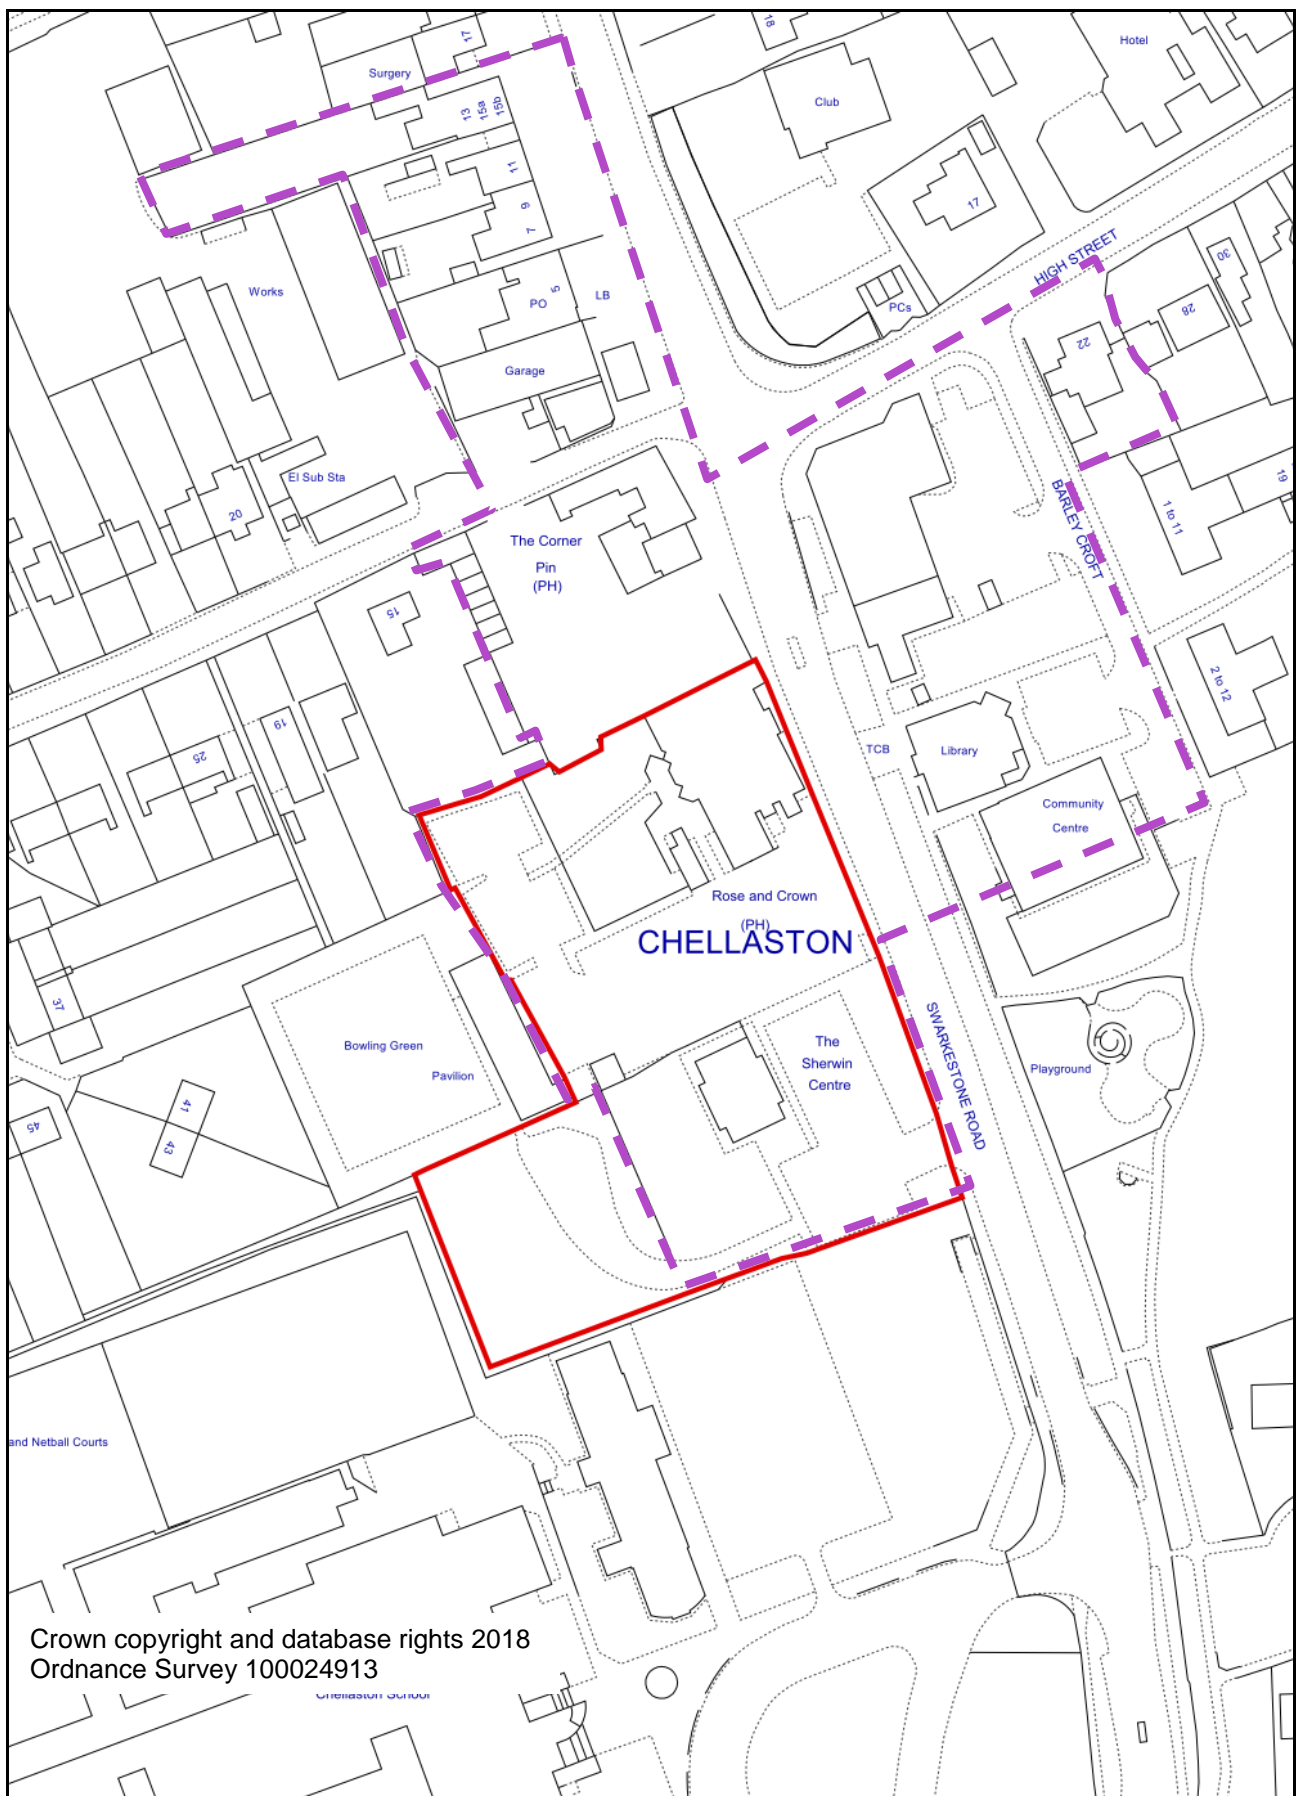 18
Hotel
17
Surgery
Club
15b
15a
13
11
17
9
7
HIGH STREET
30
Works
5
PO
LB
PCs
28
22
Garage
El Sub Sta
20
19
BARLEY CROFT
1 to 11
The Corner
Pin
(PH)
15
2 to 12
19
25
TCB
Library
Community
Centre
Rose and Crown
(PH)
CHELLASTON
37
SWARKESTONE ROAD
The
Sherwin
Centre
Bowling Green
Pavilion
Playground
41
43
45
and Netball Courts
Crown copyright and database rights 2018
Ordnance Survey 100024913
Chellaston School